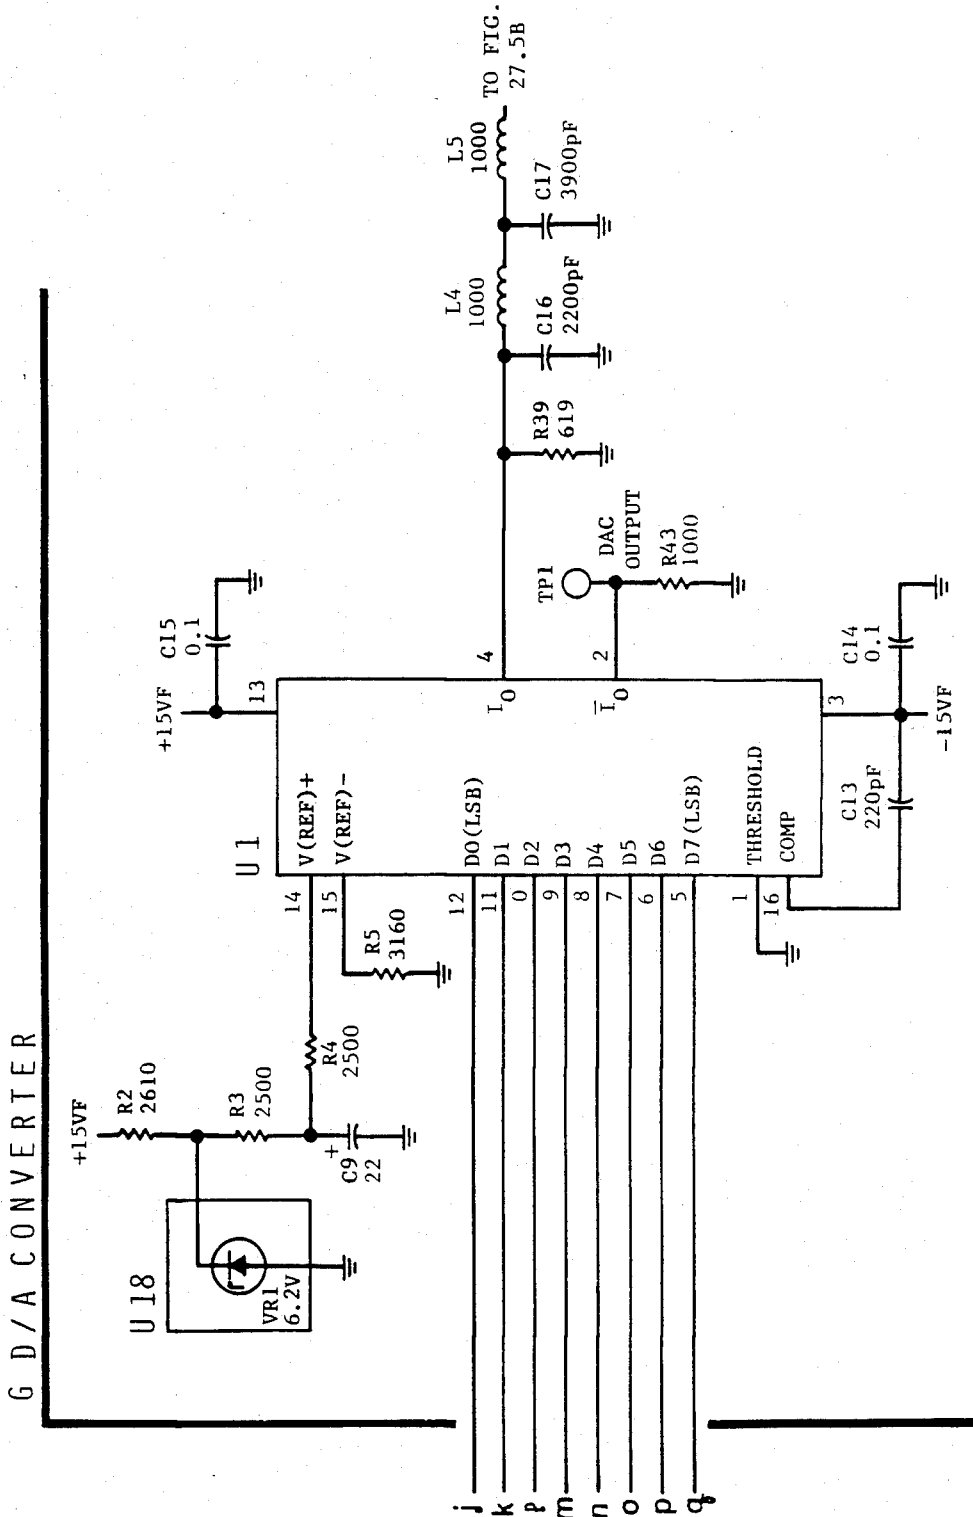 G D/A CONVERTER
+15VF
R2
2610
R3
2500
R4
2500
C9
22
+
U 18
VR1
6.2V
R5
3160
U 1
14
V(REF)+
15
V(REF)-
12
D0(LSB)
11
D1
0
D2
9
D3
8
D4
7
D5
6
D6
5
D7(LSB)
1
THRESHOLD
16
COMP
j
k
ℓ
m
n
o
p
q
+15VF
13
C15
0.1
4
I0
2
I0
3
-15VF
C13
220pF
C14
0.1
TP1
DAC
OUTPUT
R43
1000
R39
619
C16
2200pF
L4
1000
C17
3900pF
L5
1000
TO FIG.
27.5B